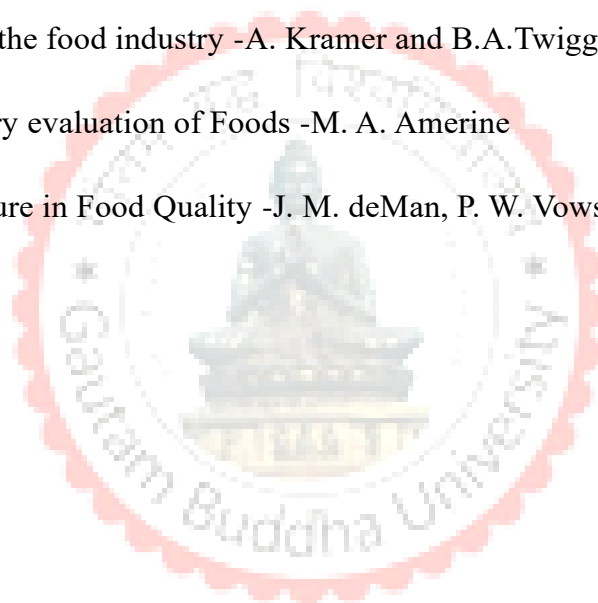 the food industry -A. Kramer and B.A.Twigg
ry evaluation of Foods -M. A. Amerine
ure in Food Quality -J. M. deMan, P. W. Vows
Gautam Buddha University